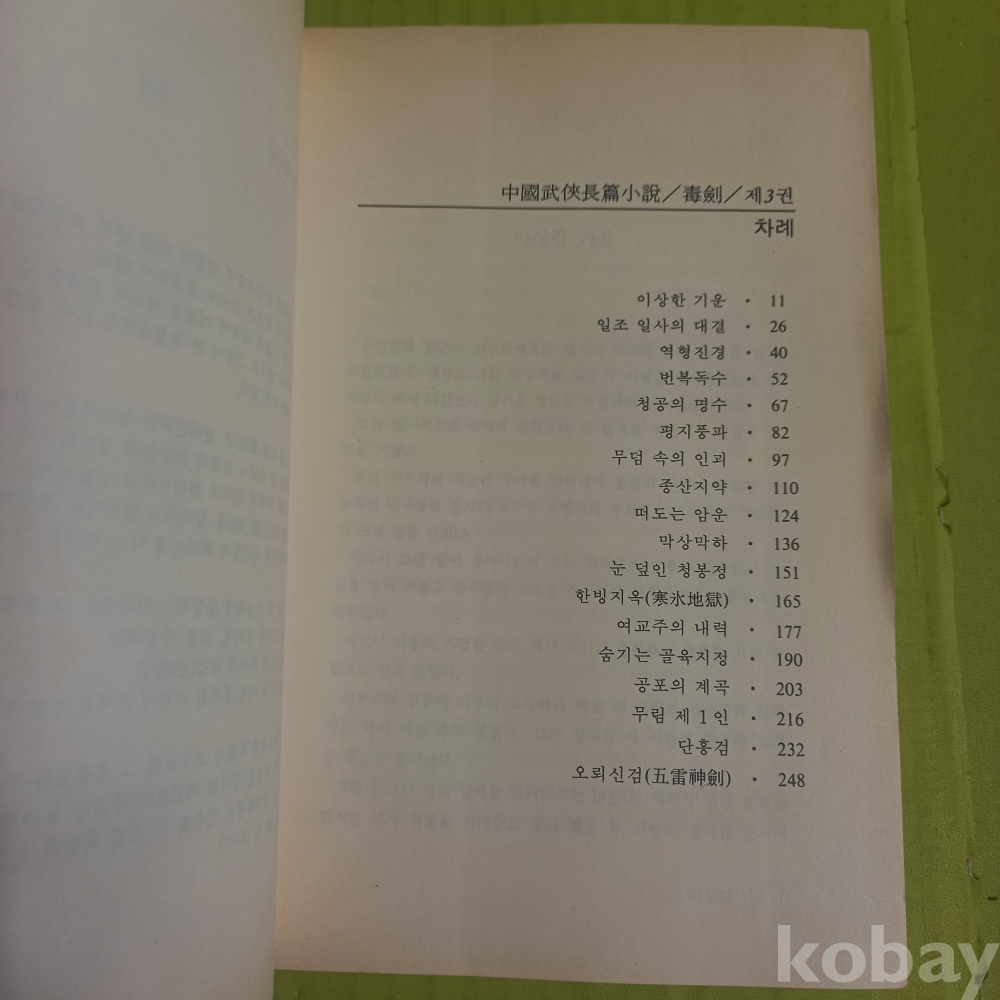 中國武俠長篇小說／毒劍／제3권
차례
이상한 기운 • 11
일조 일사의 대결 • 26
역형진경 • 40
번복독수 • 52
청공의 명수 • 67
평지풍파 • 82
무덤 속의 인괴 • 97
종산지약 • 110
떠도는 암운 • 124
막상막하 • 136
눈 덮인 청봉정 • 151
한빙지옥(寒氷地獄) • 165
여교주의 내력 • 177
숨기는 골육지정 • 190
공포의 계곡 • 203
무림 제 1 인 • 216
단홍검 • 232
오뢰신검(五雷神劍) • 248
kobay